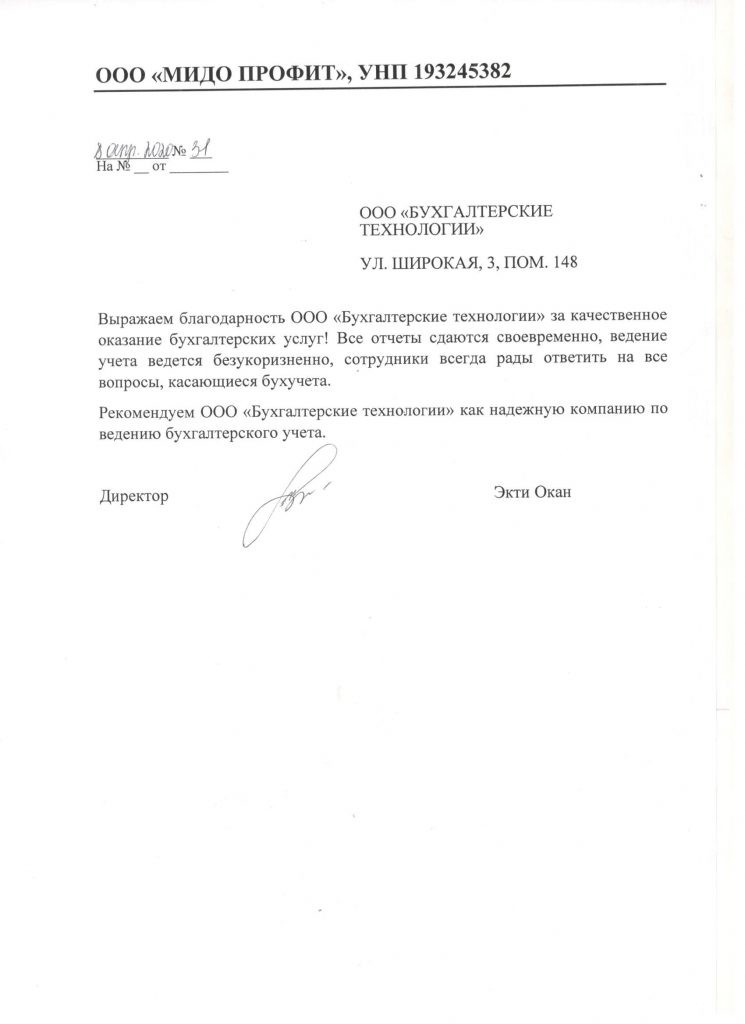 ООО «МИДО ПРОФИТ», УНП 193245382
8 апр. 2020 № 31
На № __ от ________
ООО «БУХГАЛТЕРСКИЕ
ТЕХНОЛОГИИ»
УЛ. ШИРОКАЯ, 3, ПОМ. 148
Выражаем благодарность ООО «Бухгалтерские технологии» за качественное
оказание бухгалтерских услуг! Все отчеты сдаются своевременно, ведение
учета ведется безукоризненно, сотрудники всегда рады ответить на все
вопросы, касающиеся бухучета.
Рекомендуем ООО «Бухгалтерские технологии» как надежную компанию по
ведению бухгалтерского учета.
Директор Экти Окан